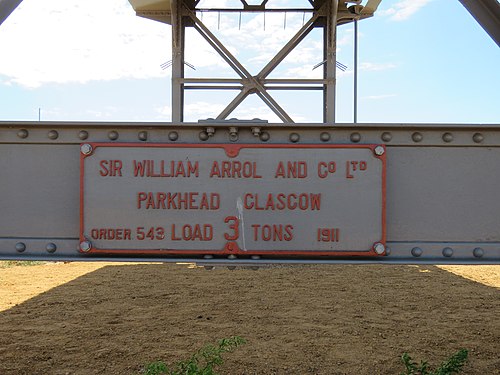 SIR WILLIAM ARROL AND CO LTD
PARKHEAD GLASGOW
ORDER 543 LOAD 3 TONS 1911